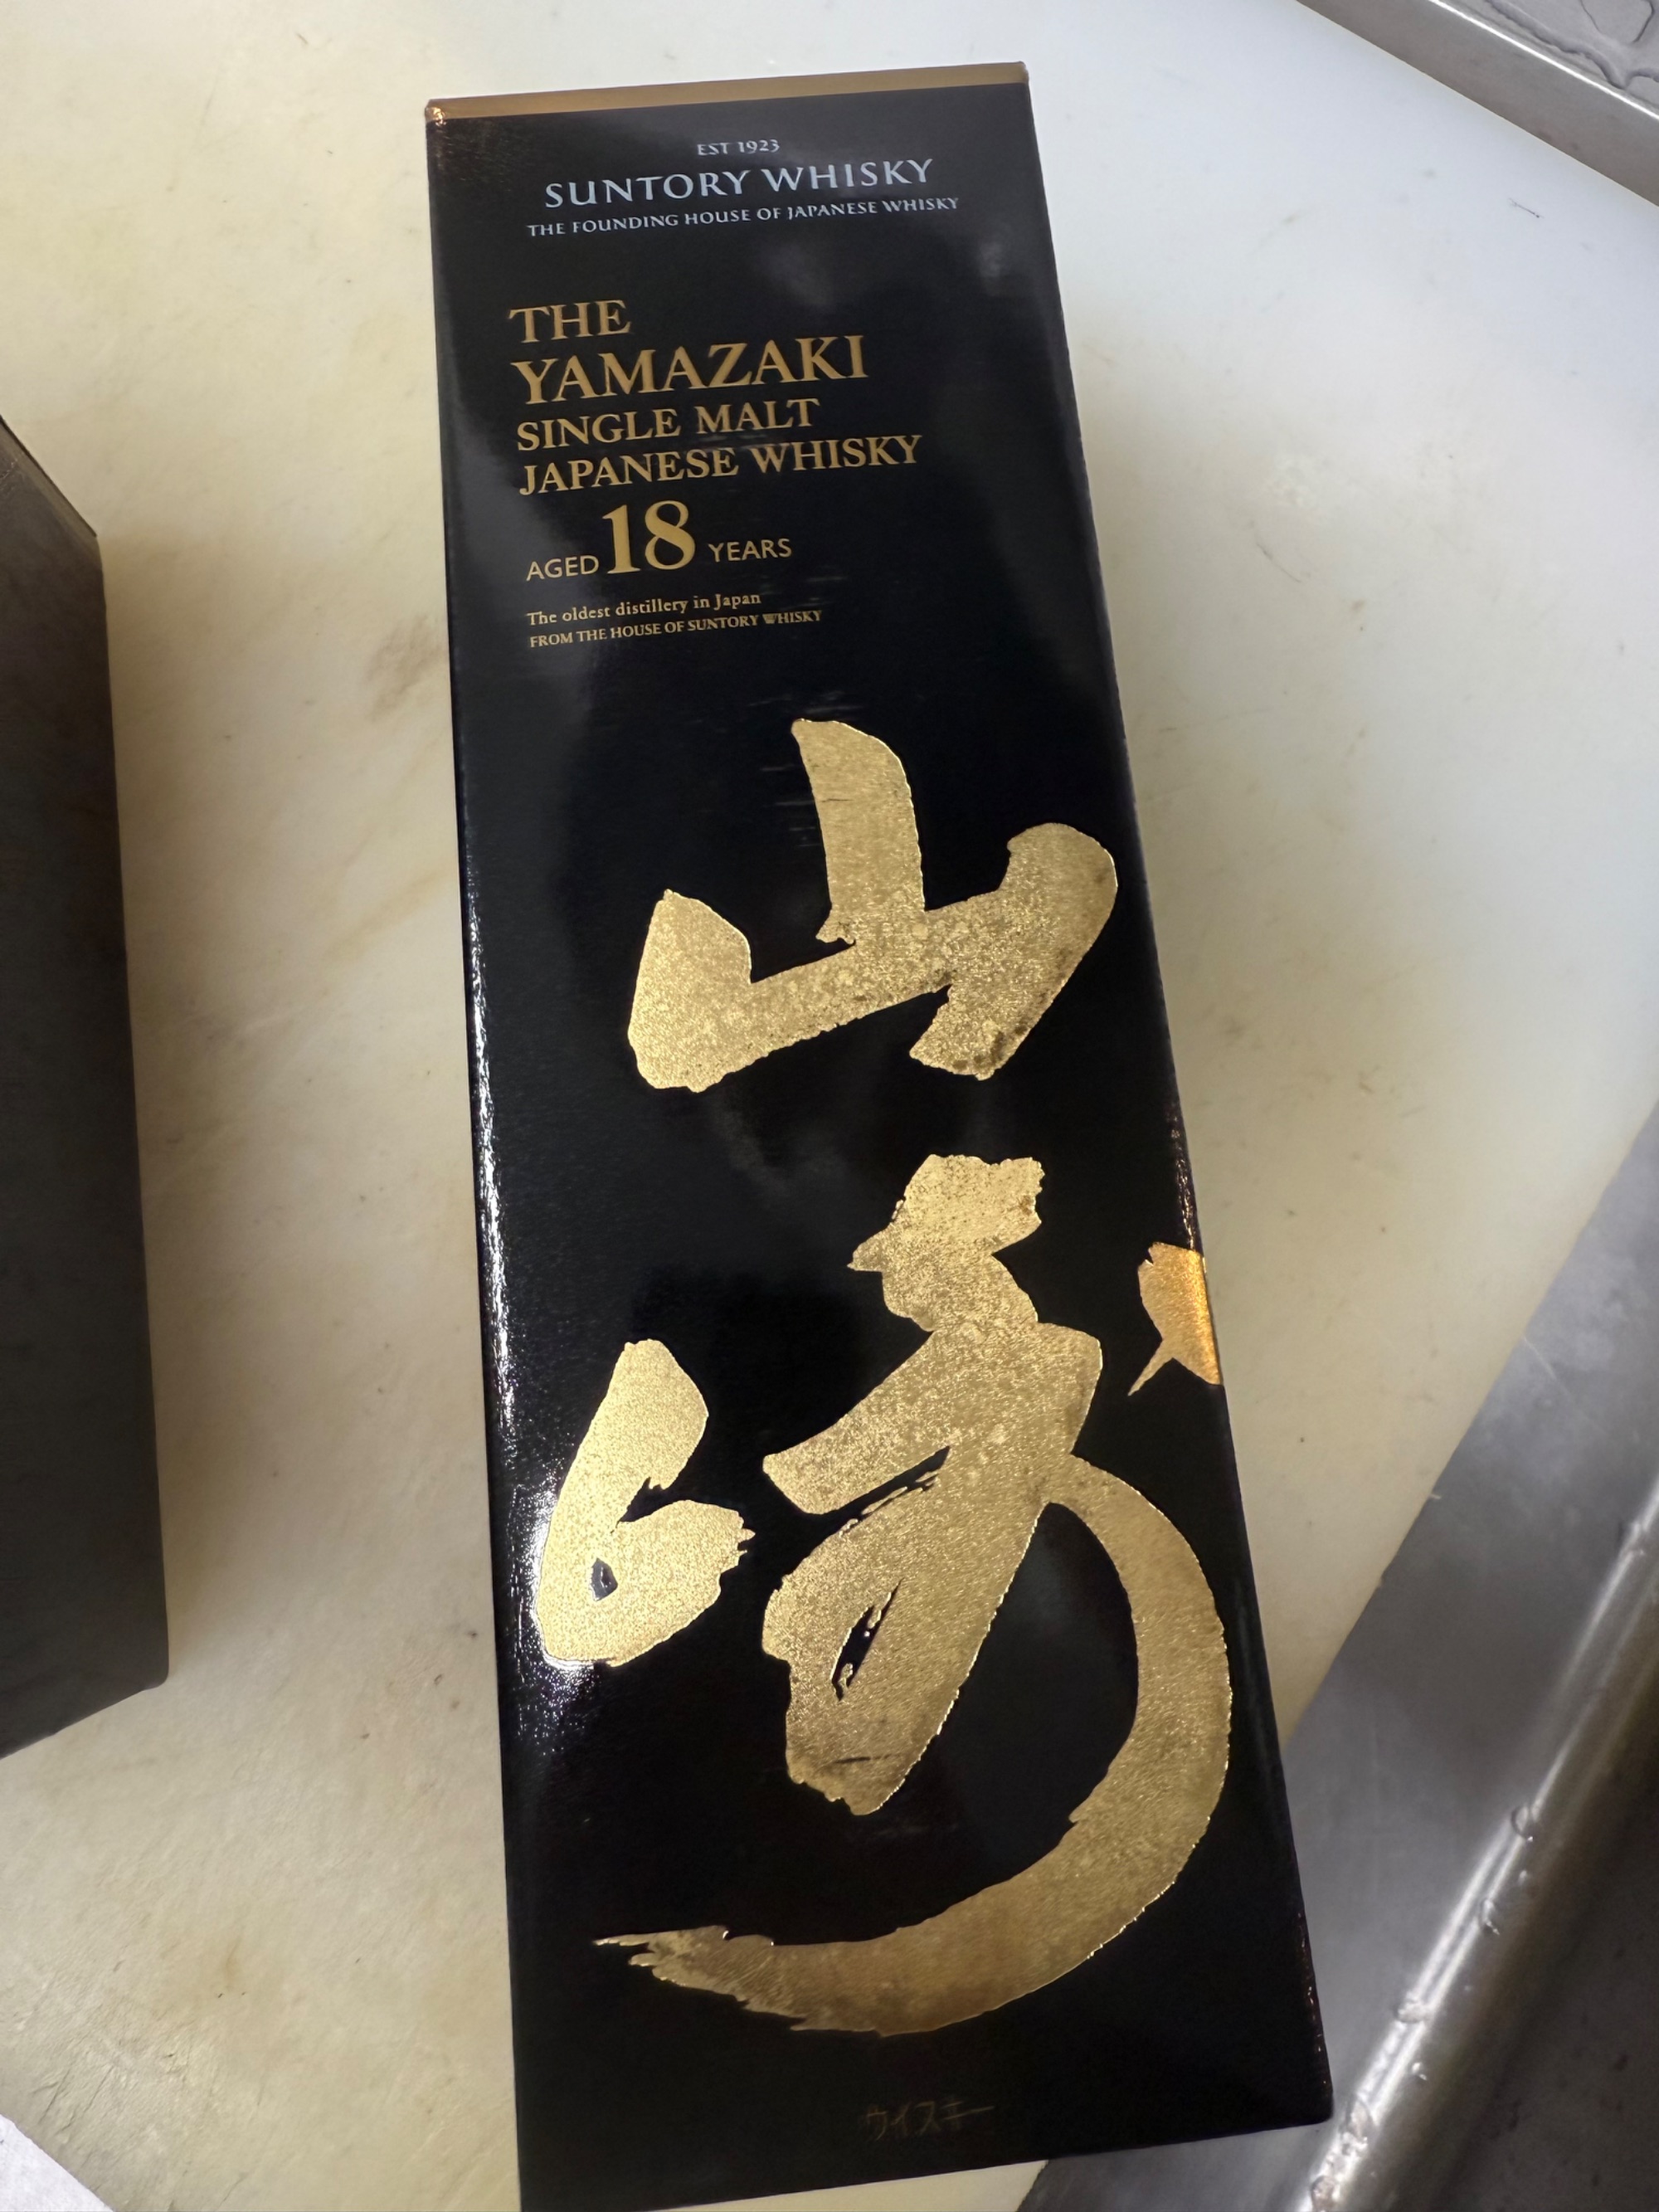 EST 1923
SUNTORY WHISKY
THE FOUNDING HOUSE OF JAPANESE WHISKY
THE
YAMAZAKI
SINGLE MALT
JAPANESE WHISKY
AGED 18 YEARS
The oldest distillery in Japan
FROM THE HOUSE OF SUNTORY WHISKY
山
崎
ウイスキー